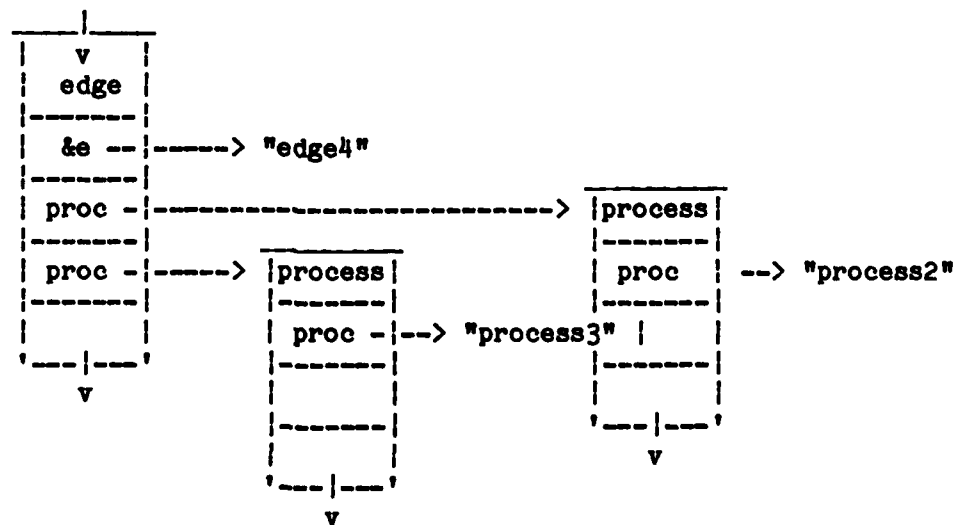 v
edge
&e --|-----> "edge4"
proc -|--------------------------> |process|
proc -|-----> |process| proc --> "process2"
proc -|--> "process3" |
v
v
v